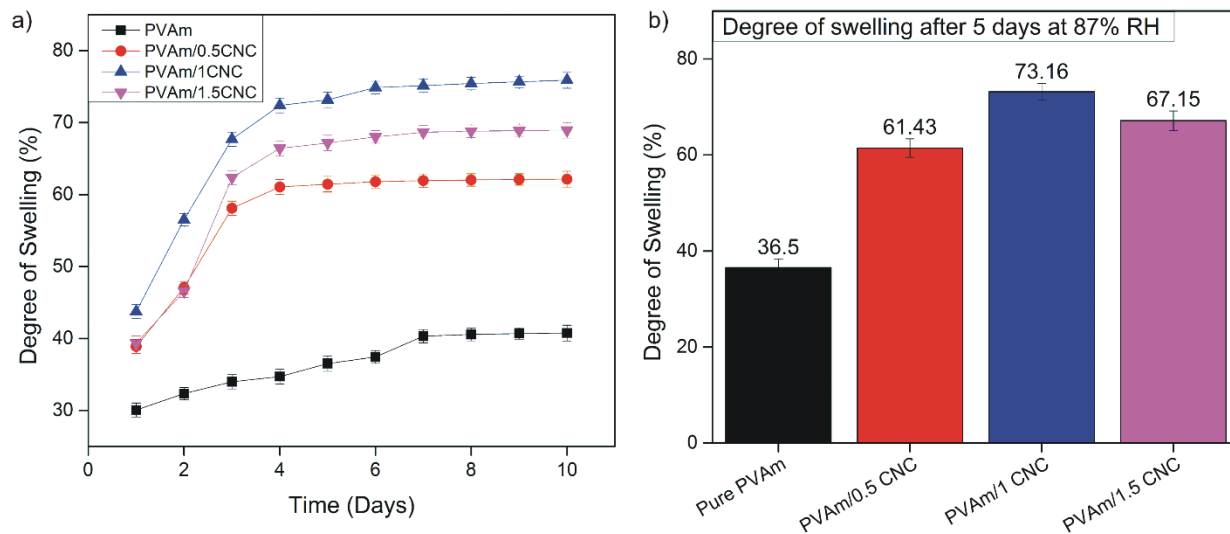 a)
PVAm
PVAm/0.5CNC
PVAm/1CNC
PVAm/1.5CNC
Degree of Swelling (%)
80
70
60
50
40
30
0
2
4
6
8
10
Time (Days)
b)
Degree of swelling after 5 days at 87% RH
Degree of Swelling (%)
80
60
40
20
0
36.5
61.43
73.16
67.15
Pure PVAm
PVAm/0.5 CNC
PVAm/1 CNC
PVAm/1.5 CNC